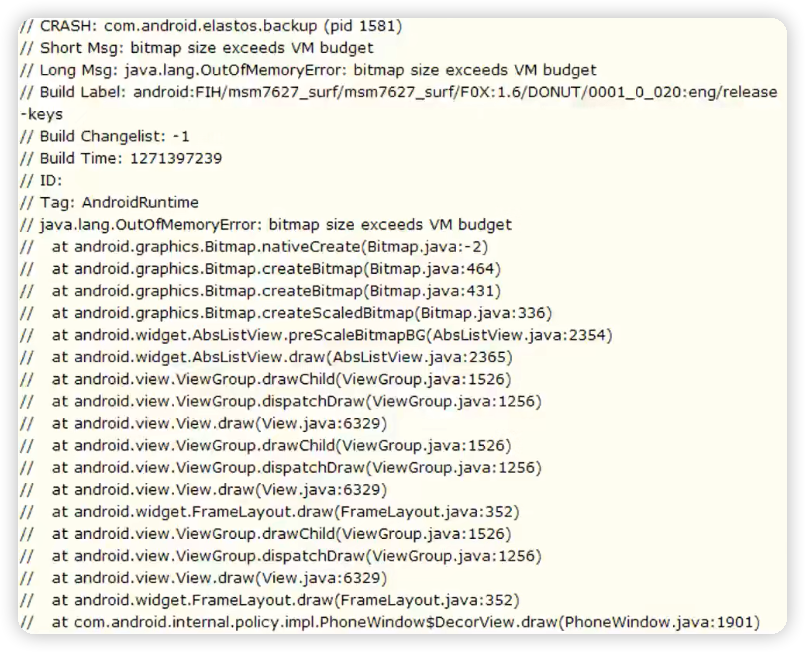 // CRASH: com.android.elastos.backup (pid 1581)
// Short Msg: bitmap size exceeds VM budget
// Long Msg: java.lang.OutOfMemoryError: bitmap size exceeds VM budget
// Build Label: android:FIH/msm7627_surf/msm7627_surf/F0X:1.6/DONUT/0001_0_020:eng/release
-keys
// Build Changelist: -1
// Build Time: 1271397239
// ID:
// Tag: AndroidRuntime
// java.lang.OutOfMemoryError: bitmap size exceeds VM budget
//   at android.graphics.Bitmap.nativeCreate(Bitmap.java:-2)
//   at android.graphics.Bitmap.createBitmap(Bitmap.java:464)
//   at android.graphics.Bitmap.createBitmap(Bitmap.java:431)
//   at android.graphics.Bitmap.createScaledBitmap(Bitmap.java:336)
//   at android.widget.AbsListView.preScaleBitmapBG(AbsListView.java:2354)
//   at android.widget.AbsListView.draw(AbsListView.java:2365)
//   at android.view.ViewGroup.drawChild(ViewGroup.java:1526)
//   at android.view.ViewGroup.dispatchDraw(ViewGroup.java:1256)
//   at android.view.View.draw(View.java:6329)
//   at android.view.ViewGroup.drawChild(ViewGroup.java:1526)
//   at android.view.ViewGroup.dispatchDraw(ViewGroup.java:1256)
//   at android.view.View.draw(View.java:6329)
//   at android.widget.FrameLayout.draw(FrameLayout.java:352)
//   at android.view.ViewGroup.drawChild(ViewGroup.java:1526)
//   at android.view.ViewGroup.dispatchDraw(ViewGroup.java:1256)
//   at android.view.View.draw(View.java:6329)
//   at android.widget.FrameLayout.draw(FrameLayout.java:352)
//   at com.android.internal.policy.impl.PhoneWindow$DecorView.draw(PhoneWindow.java:1901)